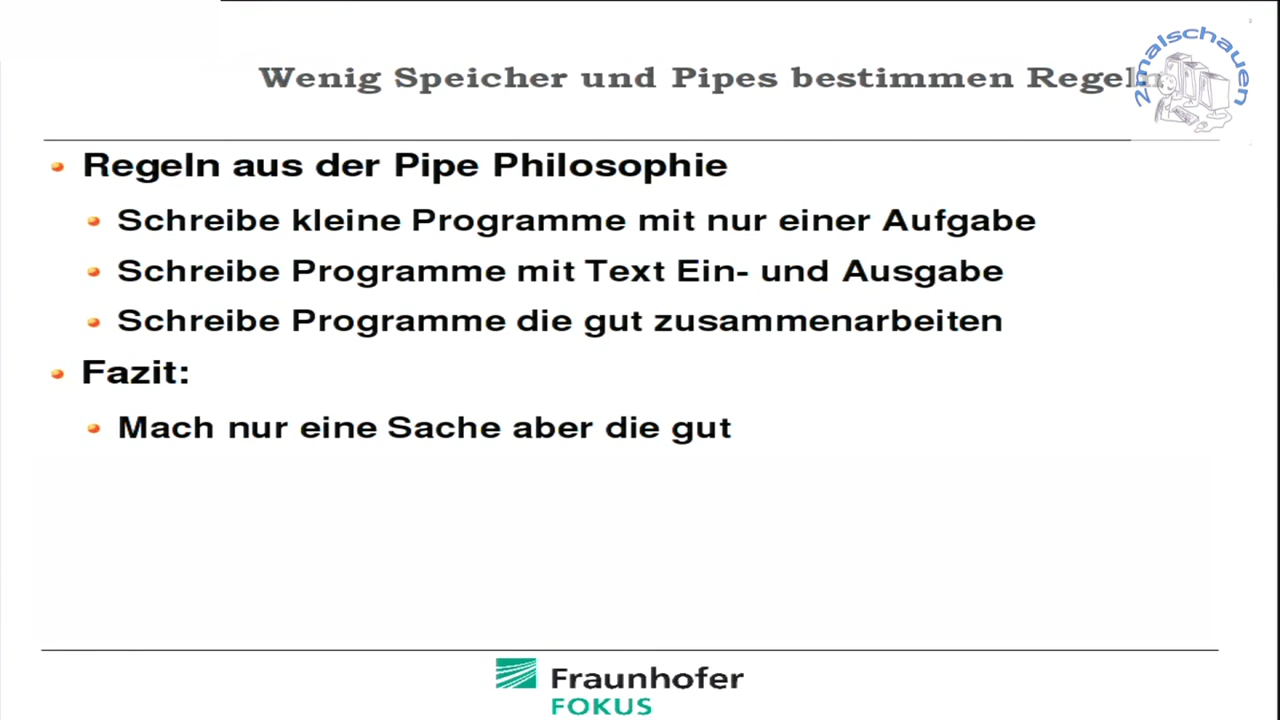 Wenig Speicher und Pipes bestimmen Regeln
2malschauen
Regeln aus der Pipe Philosophie
Schreibe kleine Programme mit nur einer Aufgabe
Schreibe Programme mit Text Ein- und Ausgabe
Schreibe Programme die gut zusammenarbeiten
Fazit:
Mach nur eine Sache aber die gut
Fraunhofer
FOKUS